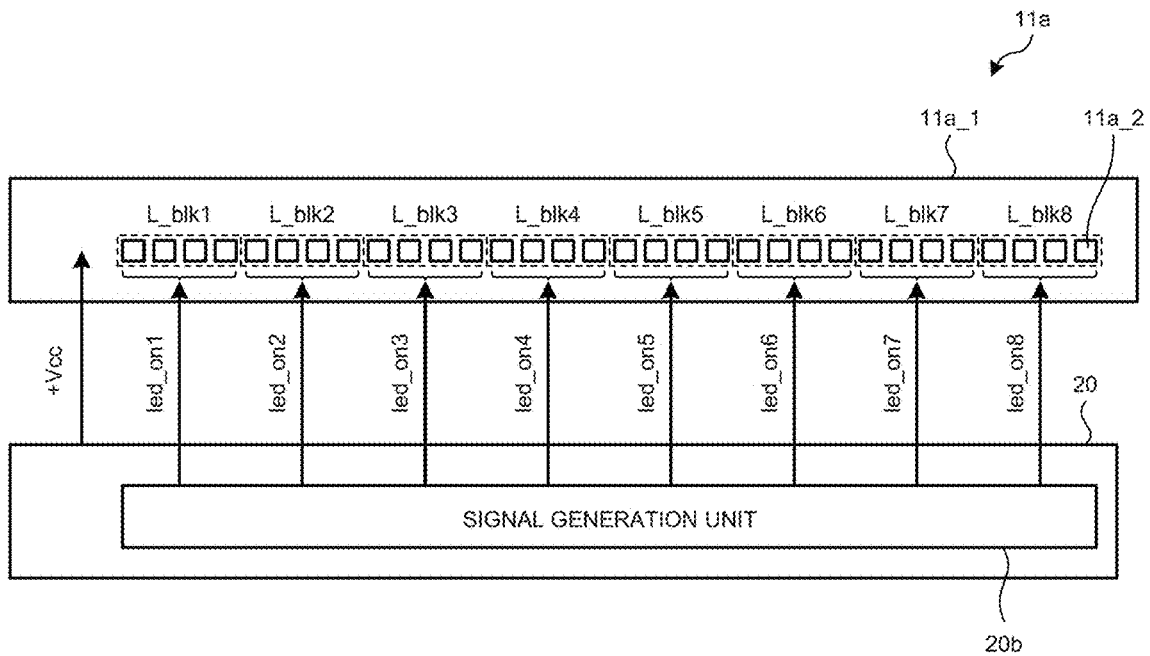 11a
11a_1
11a_2
L_blk1 L_blk2 L_blk3 L_blk4 L_blk5 L_blk6 L_blk7 L_blk8
+Vcc
led_on1
led_on2
led_on3
led_on4
led_on5
led_on6
led_on7
led_on8
20
SIGNAL GENERATION UNIT
20b